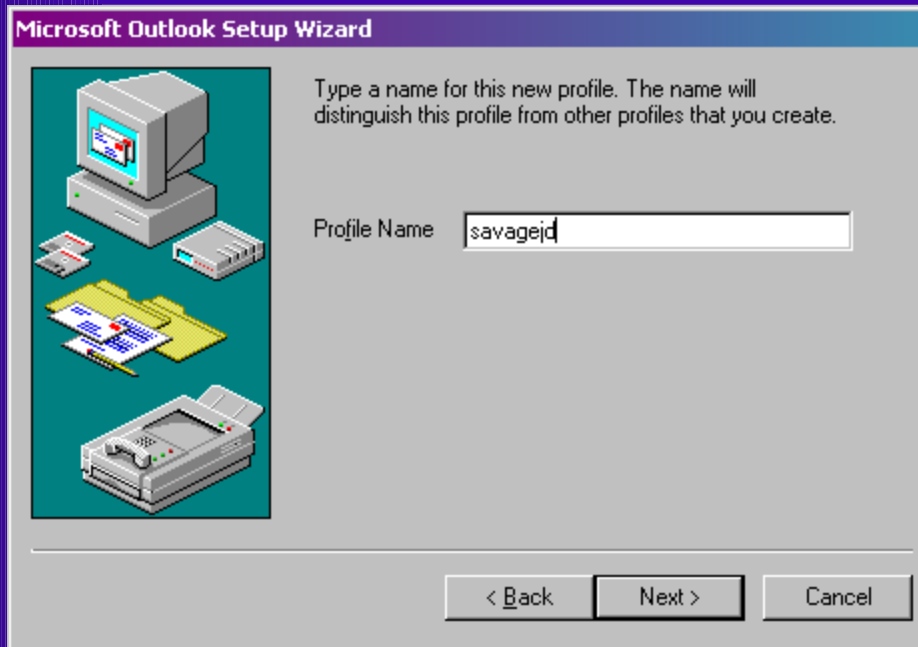 Microsoft Outlook Setup Wizard
Type a name for this new profile. The name will
distinguish this profile from other profiles that you create.
Profile Name savagejd
< Back Next > Cancel